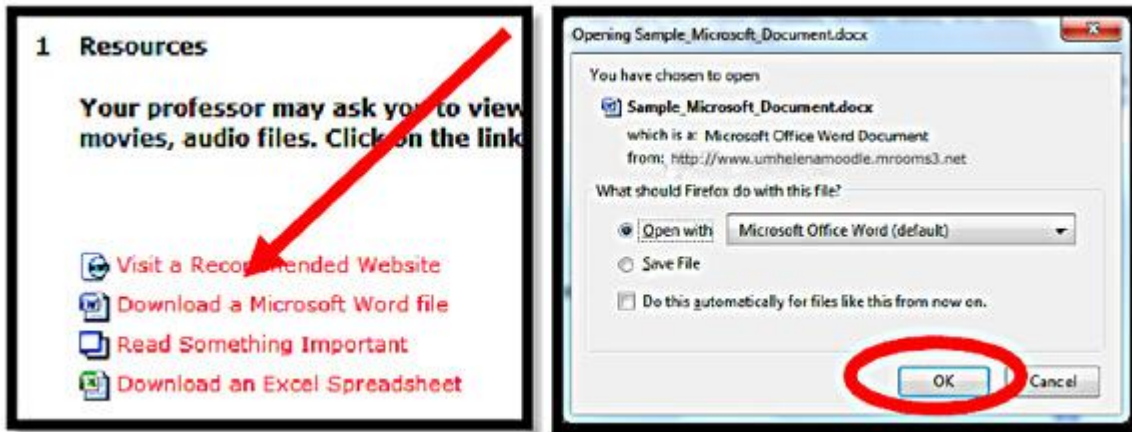 1 Resources
Your professor may ask you to view
movies, audio files. Click on the link
Visit a Recommended Website
Download a Microsoft Word file
Read Something Important
Download an Excel Spreadsheet
Opening Sample_Microsoft_Document.docx
You have chosen to open
Sample_Microsoft_Document.docx
which is a: Microsoft Office Word Document
from: http://www.umhelenamoodle.mrooms3.net
What should Firefox do with this file?
Open with Microsoft Office Word (default)
Save File
Do this automatically for files like this from now on.
OK Cancel